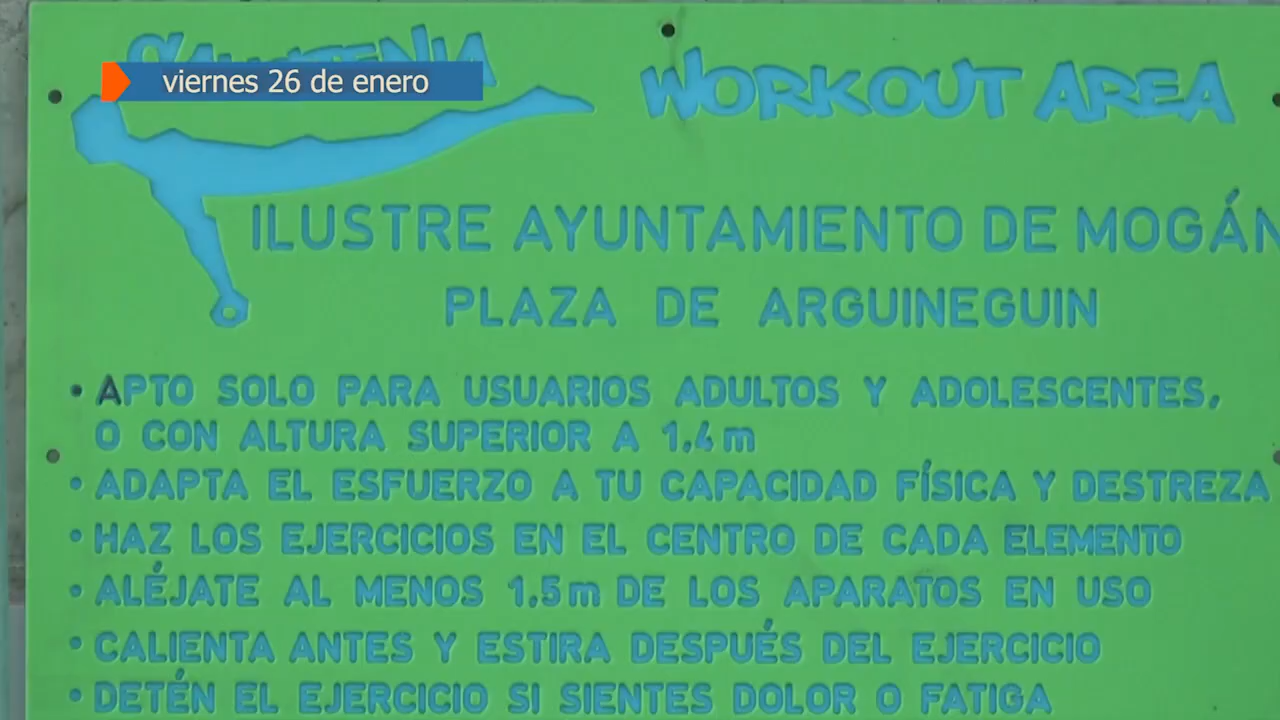 CALISTENIA
viernes 26 de enero
WORKOUT AREA
ILUSTRE AYUNTAMIENTO DE MOGÁN
PLAZA DE ARGUINEGUIN
• APTO SOLO PARA USUARIOS ADULTOS Y ADOLESCENTES,
O CON ALTURA SUPERIOR A 1,4 m
• ADAPTA EL ESFUERZO A TU CAPACIDAD FÍSICA Y DESTREZA
• HAZ LOS EJERCICIOS EN EL CENTRO DE CADA ELEMENTO
• ALÉJATE AL MENOS 1.5 m DE LOS APARATOS EN USO
• CALIENTA ANTES Y ESTIRA DESPUÉS DEL EJERCICIO
• DETÉN EL EJERCICIO SI SIENTES DOLOR O FATIGA